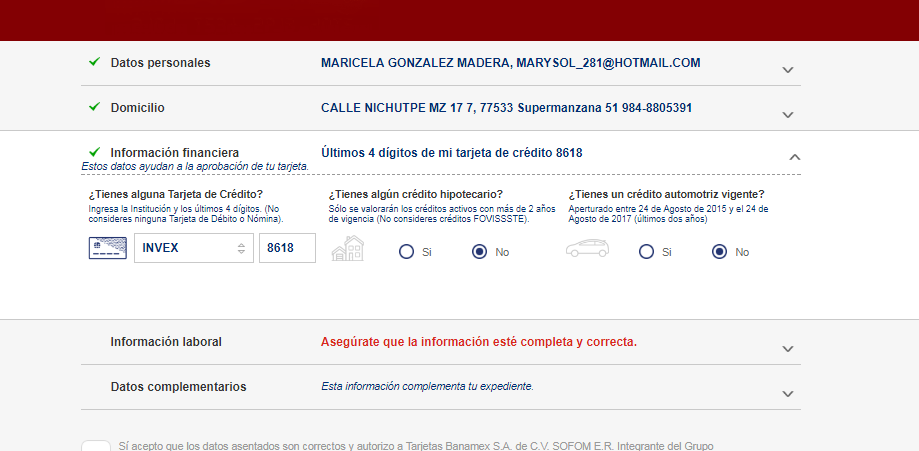 Datos personales MARICELA GONZALEZ MADERA, MARYSOL_281@HOTMAIL.COM
Domicilio CALLE NICHUTPE MZ 17 7, 77533 Supermanzana 51 984-8805391
Información financiera Últimos 4 dígitos de mi tarjeta de crédito 8618
Estos datos ayudan a la aprobación de tu tarjeta.
¿Tienes alguna Tarjeta de Crédito?
Ingresa la Institución y los últimos 4 dígitos. (No
consideres ninguna Tarjeta de Débito o Nómina).
INVEX 8618
¿Tienes algún crédito hipotecario?
Sólo se valorarán los créditos activos con más de 2 años
de vigencia (No consideres créditos FOVISSSTE).
Si No
¿Tienes un crédito automotriz vigente?
Aperturado entre 24 de Agosto de 2015 y el 24 de
Agosto de 2017 (últimos dos años)
Si No
Información laboral Asegúrate que la información esté completa y correcta.
Datos complementarios Esta información complementa tu expediente.
Sí acepto que los datos asentados son correctos y autorizo a Tarjetas Banamex S.A. de C.V. SOFOM E.R. Integrante del Grupo